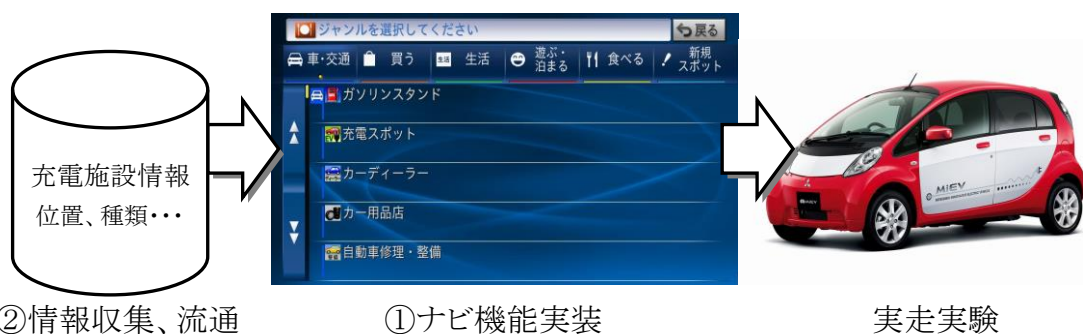 充電施設情報
位置、種類・・・
②情報収集、流通
ジャンルを選択してください
戻る
車・交通
買う
生活
生活
遊ぶ・
泊まる
食べる
新規
スポット
ガソリンスタンド
充電スポット
カーディーラー
カー用品店
自動車修理・整備
①ナビ機能実装
MiEV
実走実験